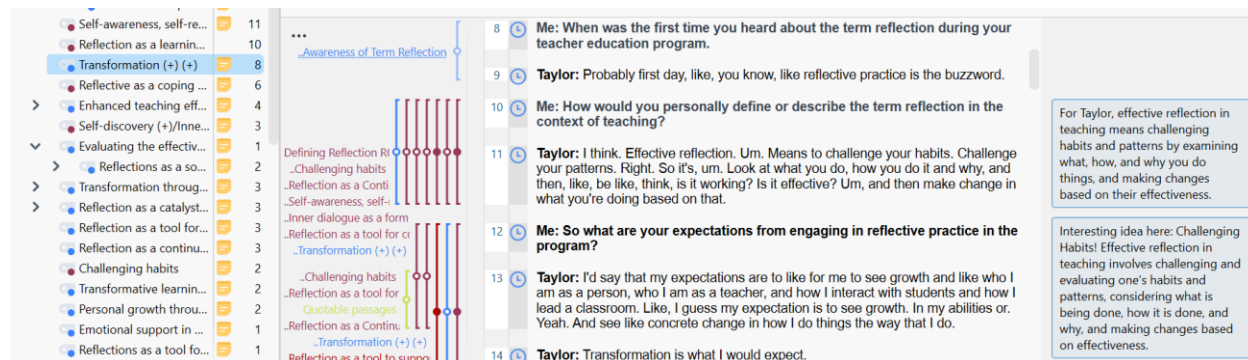 Self-awareness, self-re... 11
Reflection as a learnin... 10
Transformation (+) (+) 8
Reflective as a coping ... 6
Enhanced teaching eff... 4
Self-discovery (+)/Inne... 3
Evaluating the effectiv... 1
Reflections as a so... 2
Transformation throug... 3
Reflection as a catalyst... 3
Reflection as a tool for... 3
Reflection as a continu... 3
Challenging habits 2
Transformative learnin... 2
Personal growth throu... 2
Emotional support in ... 1
Reflections as a tool fo... 1
...
..Awareness of Term Reflection
Defining Reflection R
..Challenging habits
..Reflection as a Conti
..Self-awareness, self-
..Inner dialogue as a form
..Reflection as a tool for c
..Transformation (+) (+)
..Challenging habits
..Reflection as a tool for
Quotable passages
..Reflection as a Continu
..Transformation (+) (+)
Reflection as a tool to suppo
8 Me: When was the first time you heard about the term reflection during your
teacher education program.
9 Taylor: Probably first day, like, you know, like reflective practice is the buzzword.
10 Me: How would you personally define or describe the term reflection in the
context of teaching?
11 Taylor: I think. Effective reflection. Um. Means to challenge your habits. Challenge
your patterns. Right. So it's, um. Look at what you do, how you do it and why, and
then, like, be like, think, is it working? Is it effective? Um, and then make change in
what you're doing based on that.
12 Me: So what are your expectations from engaging in reflective practice in the
program?
13 Taylor: I'd say that my expectations are to like for me to see growth and like who I
am as a person, who I am as a teacher, and how I interact with students and how I
lead a classroom. Like, I guess my expectation is to see growth. In my abilities or.
Yeah. And see like concrete change in how I do things the way that I do.
14 Taylor: Transformation is what I would expect.
For Taylor, effective reflection in
teaching means challenging
habits and patterns by examining
what, how, and why you do
things, and making changes
based on their effectiveness.
Interesting idea here: Challenging
Habits! Effective reflection in
teaching involves challenging and
evaluating one's habits and
patterns, considering what is
being done, how it is done, and
why, and making changes based
on effectiveness.